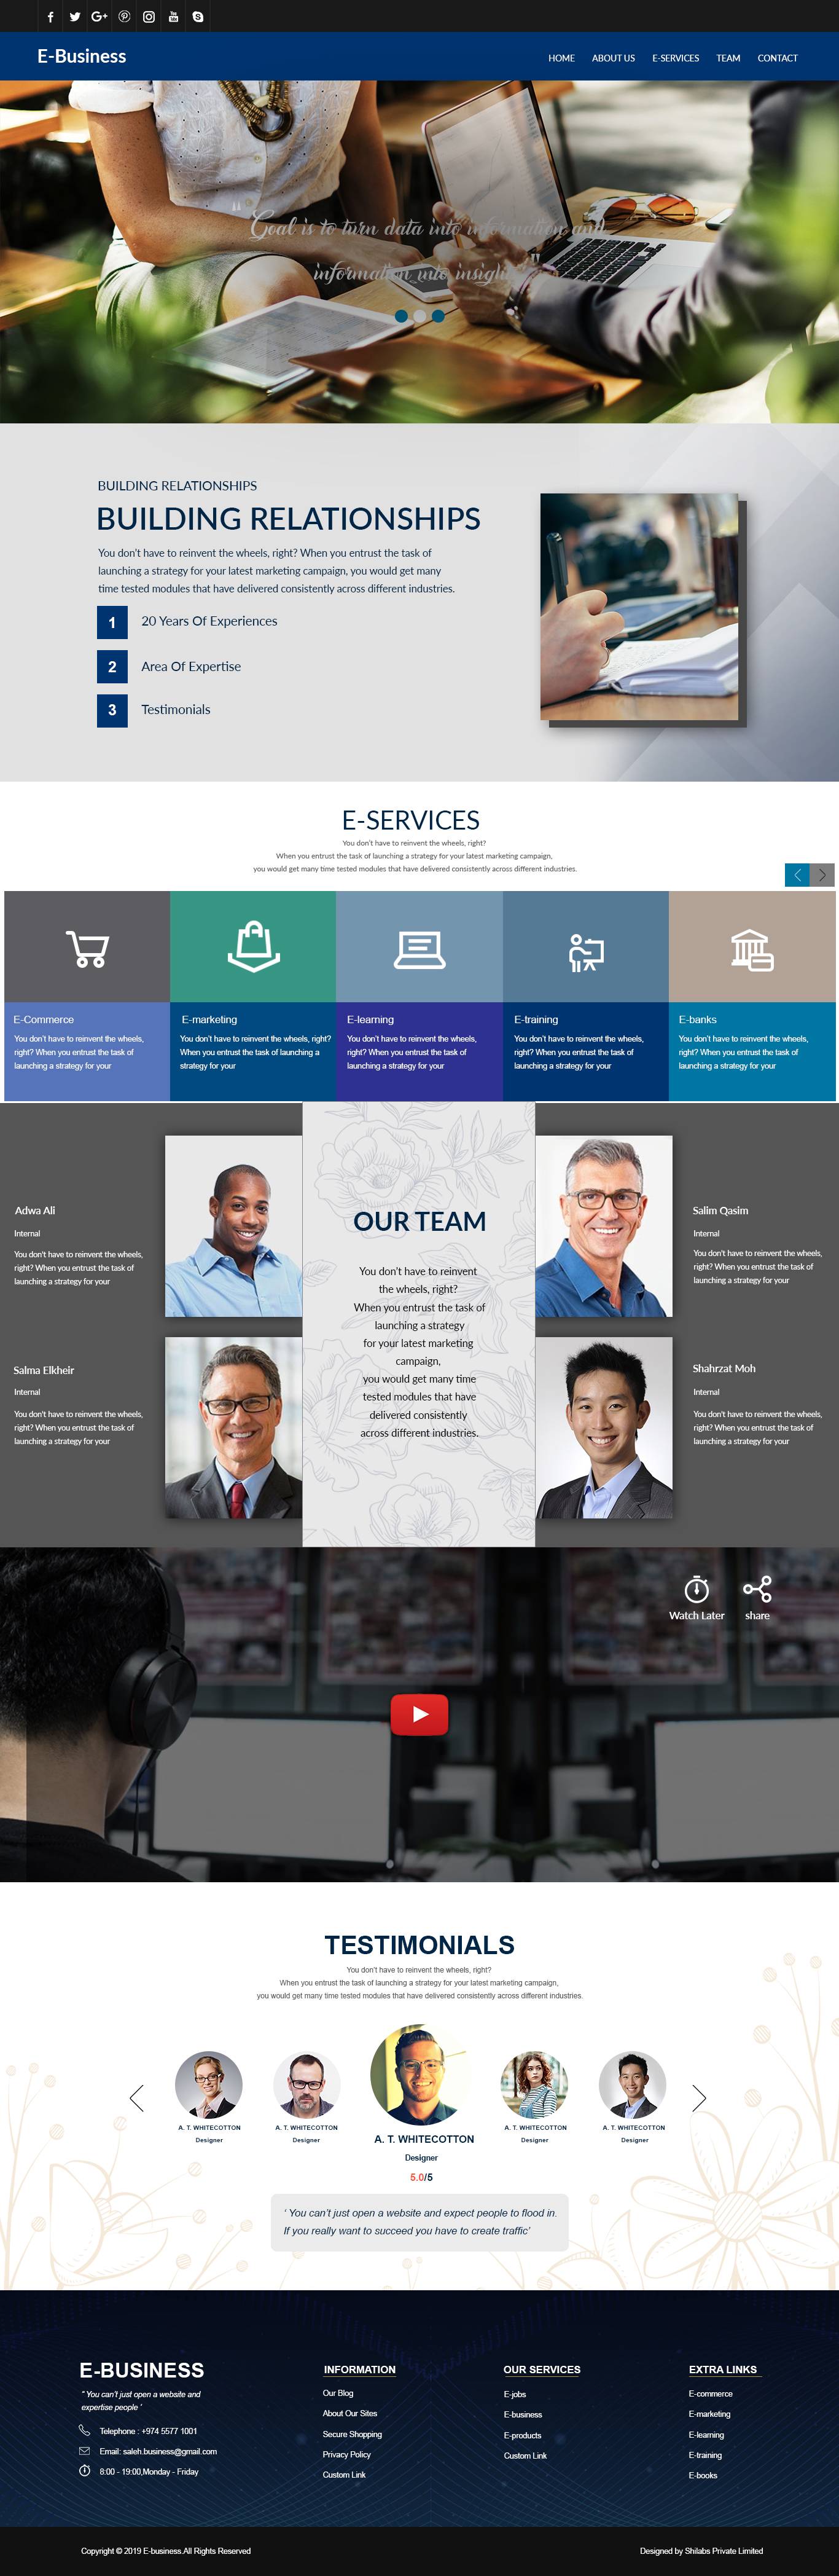 E-Business
HOME ABOUT US E-SERVICES TEAM CONTACT
" Goal is to turn data into information and
information into insight. "
BUILDING RELATIONSHIPS
BUILDING RELATIONSHIPS
You don't have to reinvent the wheels, right? When you entrust the task of
launching a strategy for your latest marketing campaign, you would get many
time tested modules that have delivered consistently across different industries.
1 20 Years Of Experiences
2 Area Of Expertise
3 Testimonials
E-SERVICES
You don't have to reinvent the wheels, right?
When you entrust the task of launching a strategy for your latest marketing campaign,
you would get many time tested modules that have delivered consistently across different industries.
E-Commerce
You don't have to reinvent the wheels,
right? When you entrust the task of
launching a strategy for your
E-marketing
You don't have to reinvent the wheels, right?
When you entrust the task of launching a
strategy for your
E-learning
You don't have to reinvent the wheels,
right? When you entrust the task of
launching a strategy for your
E-training
You don't have to reinvent the wheels,
right? When you entrust the task of
launching a strategy for your
E-banks
You don't have to reinvent the wheels,
right? When you entrust the task of
launching a strategy for your
Adwa Ali
Internal
You don't have to reinvent the wheels,
right? When you entrust the task of
launching a strategy for your
Salma Elkheir
Internal
You don't have to reinvent the wheels,
right? When you entrust the task of
launching a strategy for your
OUR TEAM
You don't have to reinvent
the wheels, right?
When you entrust the task of
launching a strategy
for your latest marketing
campaign,
you would get many time
tested modules that have
delivered consistently
across different industries.
Salim Qasim
Internal
You don't have to reinvent the wheels,
right? When you entrust the task of
launching a strategy for your
Shahrzat Moh
Internal
You don't have to reinvent the wheels,
right? When you entrust the task of
launching a strategy for your
Watch Later share
TESTIMONIALS
You don't have to reinvent the wheels, right?
When you entrust the task of launching a strategy for your latest marketing campaign,
you would get many time tested modules that have delivered consistently across different industries.
A. T. WHITECOTTON
Designer
A. T. WHITECOTTON
Designer
A. T. WHITECOTTON
Designer
5.0/5
A. T. WHITECOTTON
Designer
A. T. WHITECOTTON
Designer
‘ You can't just open a website and expect people to flood in.
If you really want to succeed you have to create traffic’
E-BUSINESS
" You can't just open a website and
expertise people "
Telephone : +974 5577 1001
Email: saleh.business@gmail.com
8:00 - 19:00,Monday - Friday
INFORMATION
Our Blog
About Our Sites
Secure Shopping
Privacy Policy
Custom Link
OUR SERVICES
E-jobs
E-business
E-products
Custom Link
EXTRA LINKS
E-commerce
E-marketing
E-learning
E-training
E-books
Copyright © 2019 E-business.All Rights Reserved
Designed by Shilabs Private Limited